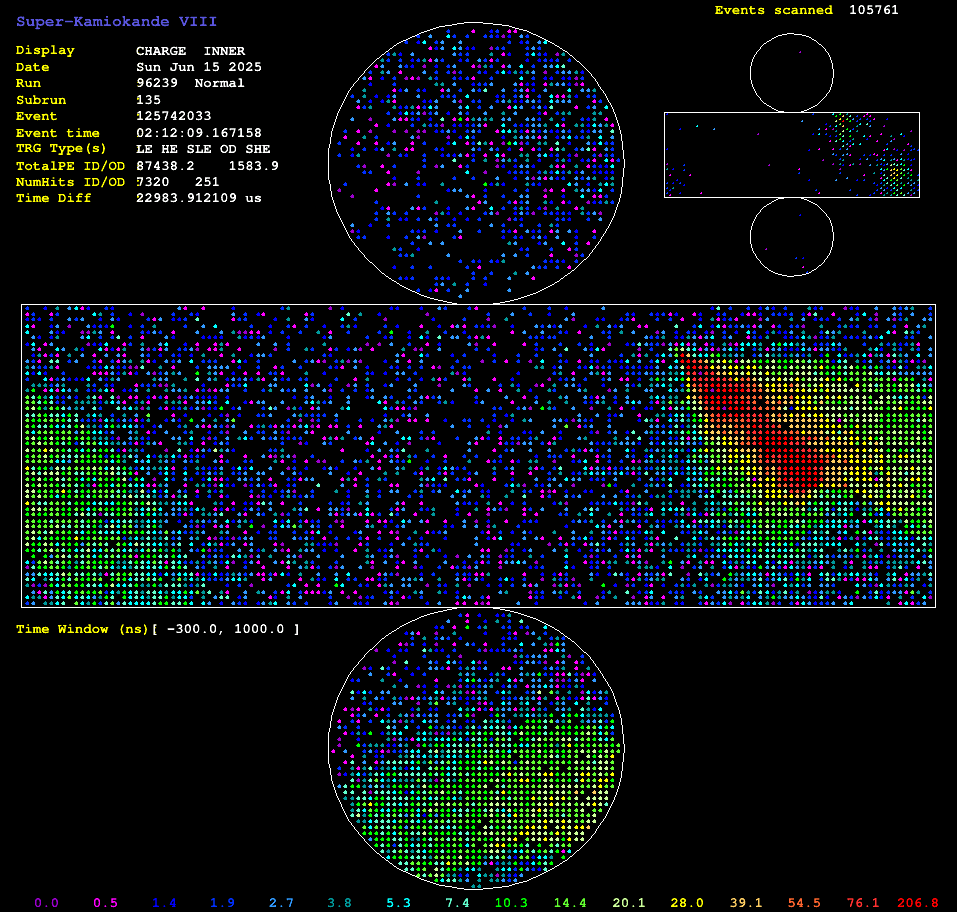 Super-Kamiokande VIII
Events scanned 105761
Display CHARGE INNER
Date Sun Jun 15 2025
Run 96239 Normal
Subrun 135
Event 125742033
Event time 02:12:09.167158
TRG Type(s) LE HE SLE OD SHE
TotalPE ID/OD 87438.2 1583.9
NumHits ID/OD 7320 251
Time Diff 22983.912109 us
Time Window (ns)[ -300.0, 1000.0 ]
0.0 0.5 1.4 1.9 2.7 3.8 5.3 7.4 10.3 14.4 20.1 28.0 39.1 54.5 76.1 206.8